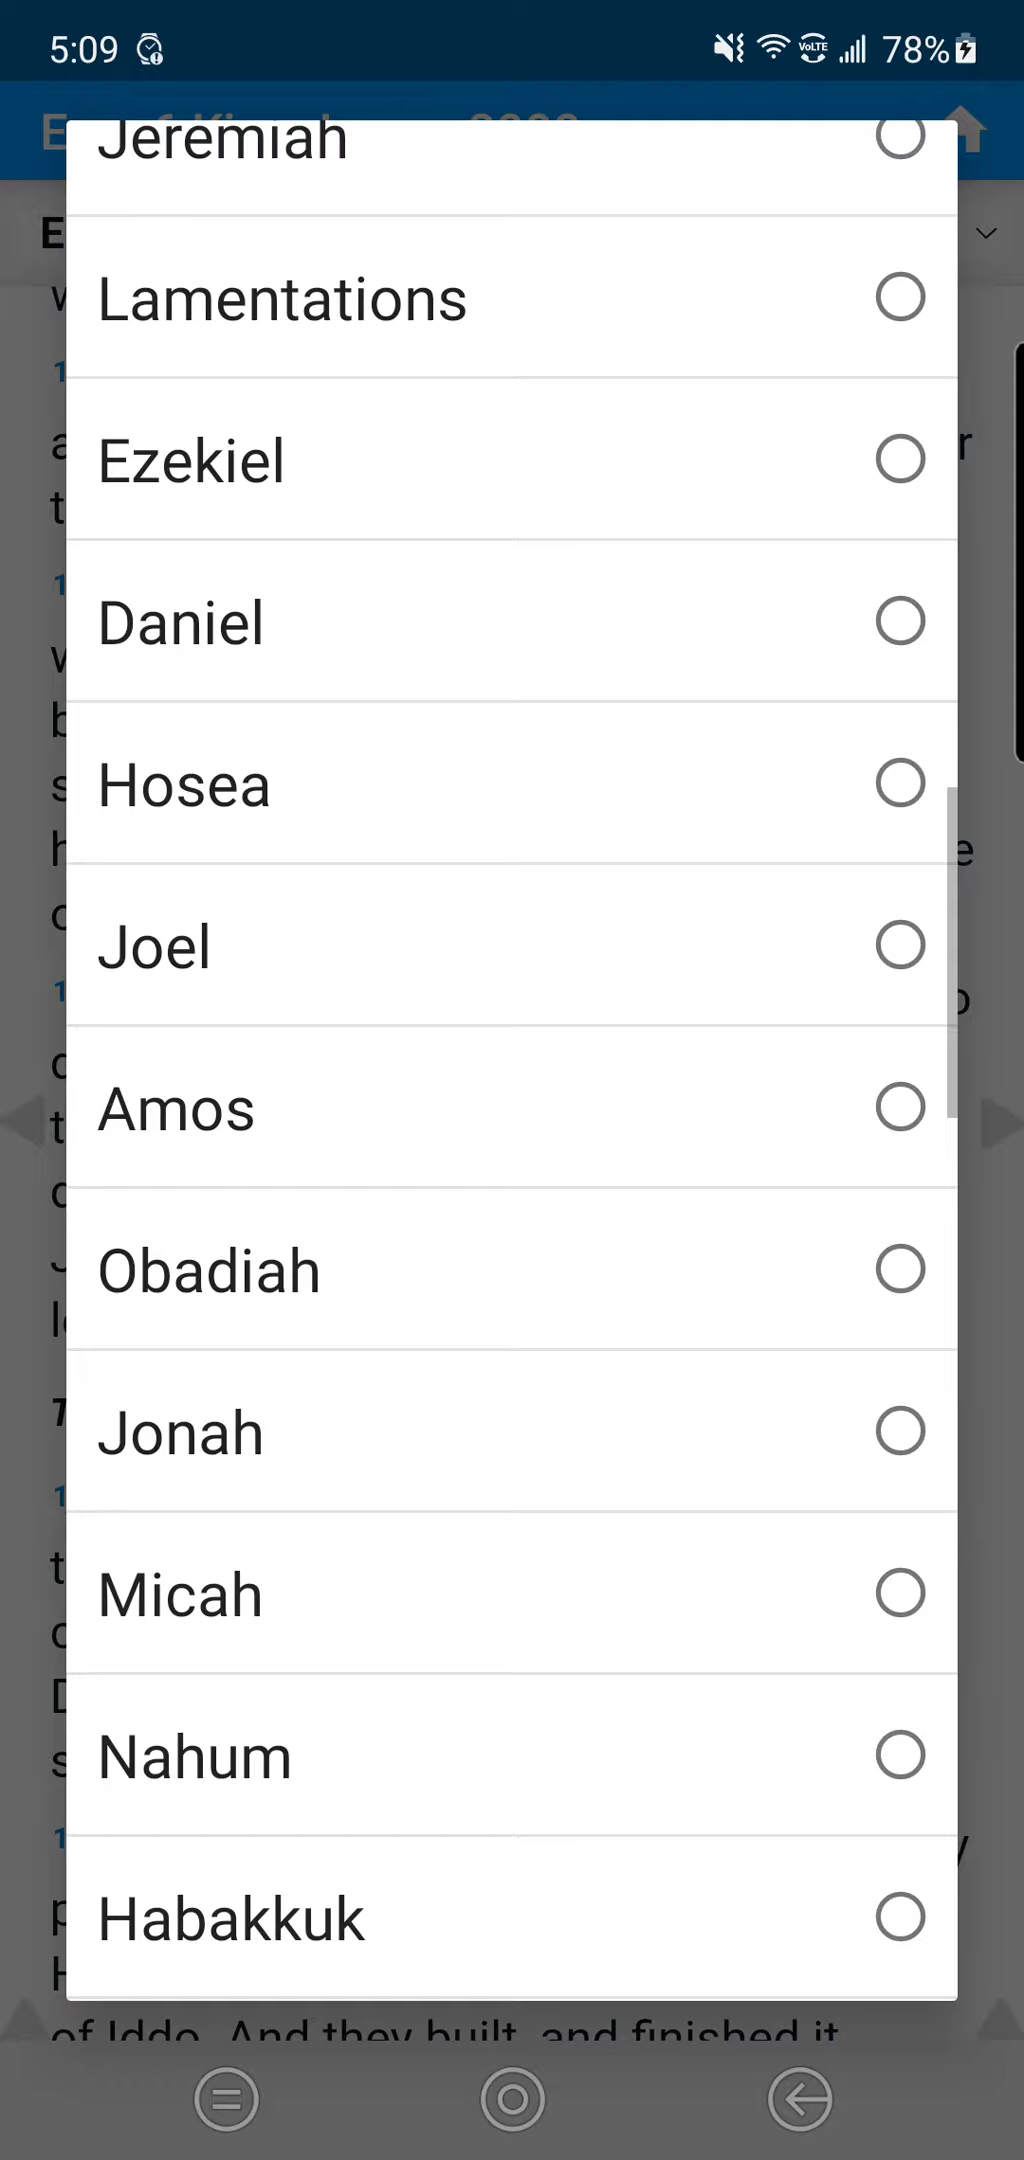 5:09 78%
Jeremiah
Lamentations
Ezekiel
Daniel
Hosea
Joel
Amos
Obadiah
Jonah
Micah
Nahum
Habakkuk
of Iddo. And they built, and finished it,